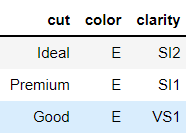 cut color clarity
Ideal E SI2
Premium E SI1
Good E VS1